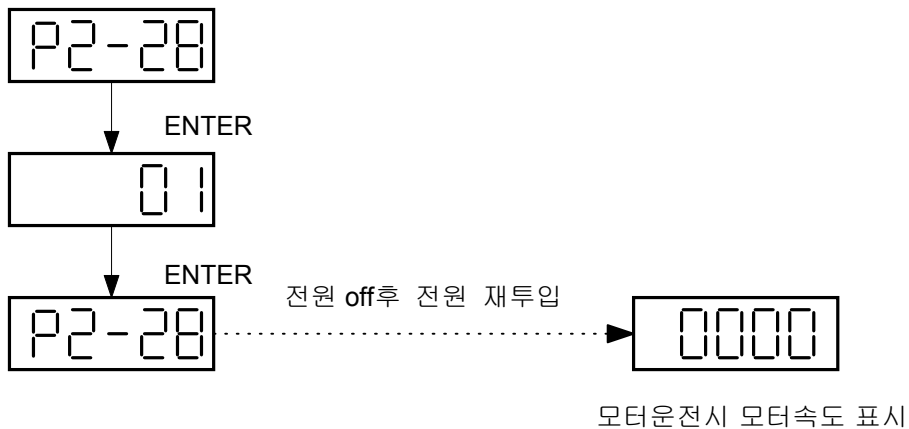 P2-28
ENTER
01
ENTER
전원 off후 전원 재투입
P2-28
0000
모터운전시 모터속도 표시